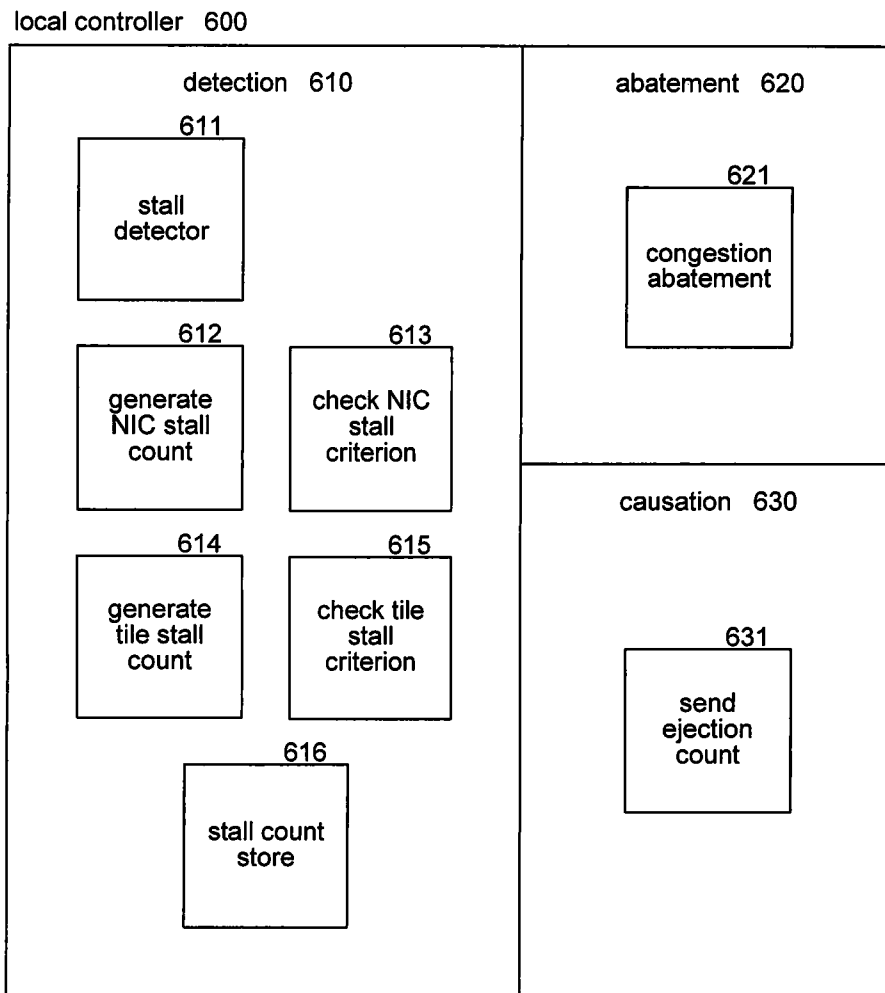 local controller 600
detection 610
611
stall
detector
612
generate
NIC stall
count
613
check NIC
stall
criterion
614
generate
tile stall
count
615
check tile
stall
criterion
616
stall count
store
abatement 620
621
congestion
abatement
causation 630
631
send
ejection
count